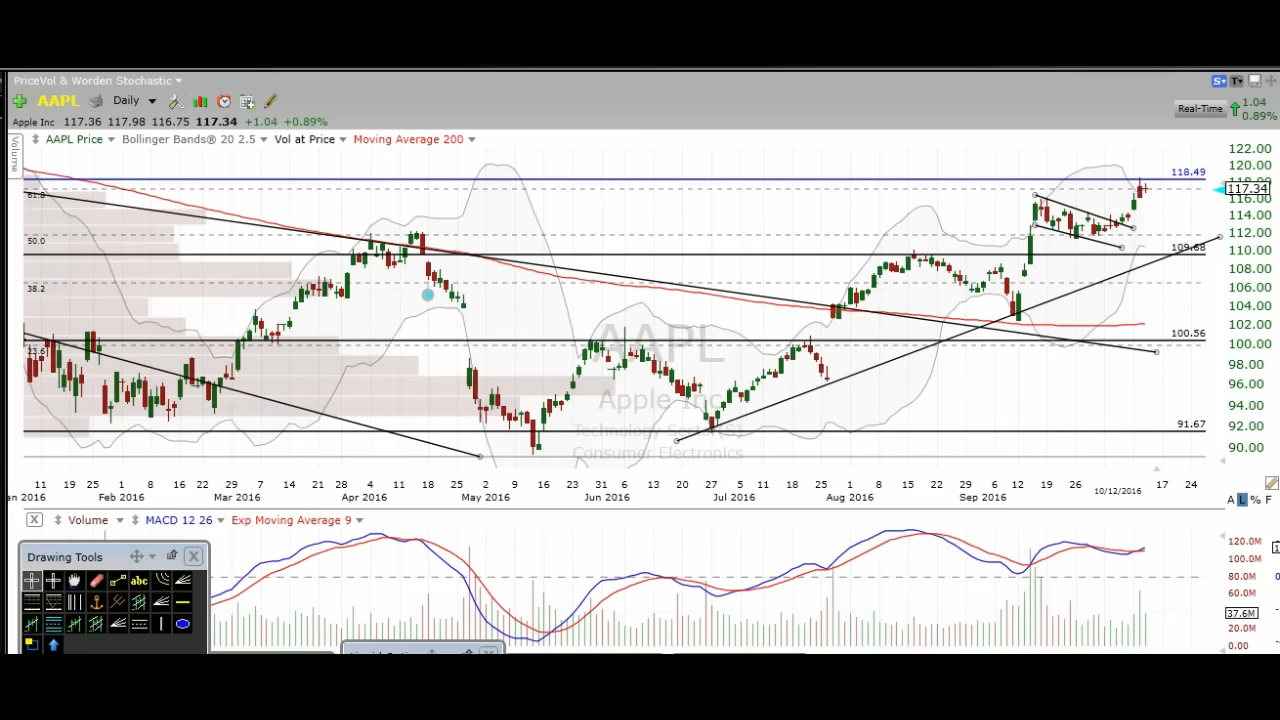 PriceVol & Worden Stochastic
AAPL Daily
Real-Time 1.04
0.89%
Apple Inc 117.36 117.98 116.75 117.34 +1.04 +0.89%
AAPL Price Bollinger Bands® 20 2.5 Vol at Price Moving Average 200
Volume
122.00
120.00
118.49
117.34
116.00
61.8
114.00
112.00
50.0
110.00
109.68
108.00
106.00
38.2
104.00
102.00
100.56
100.00
23.6
98.00
96.00
94.00
92.00
91.67
90.00
AAPL
Apple Inc
Consumer Electronics
11 19 25 8 16 22 29 7 14 21 28 4 11 18 25 9 16 23 31 6 13 20 27 11 18 25 8 15 22 29 6 12 19 26 17 24
an 2016 Feb 2016 Mar 2016 Apr 2016 May 2016 Jun 2016 Jul 2016 Aug 2016 Sep 2016 10/12/2016
A L % F
X Volume MACD 12 26 Exp Moving Average 9
Drawing Tools X
abc
120.0M
100.0M
80.0M
60.0M
37.6M
20.0M
0.00